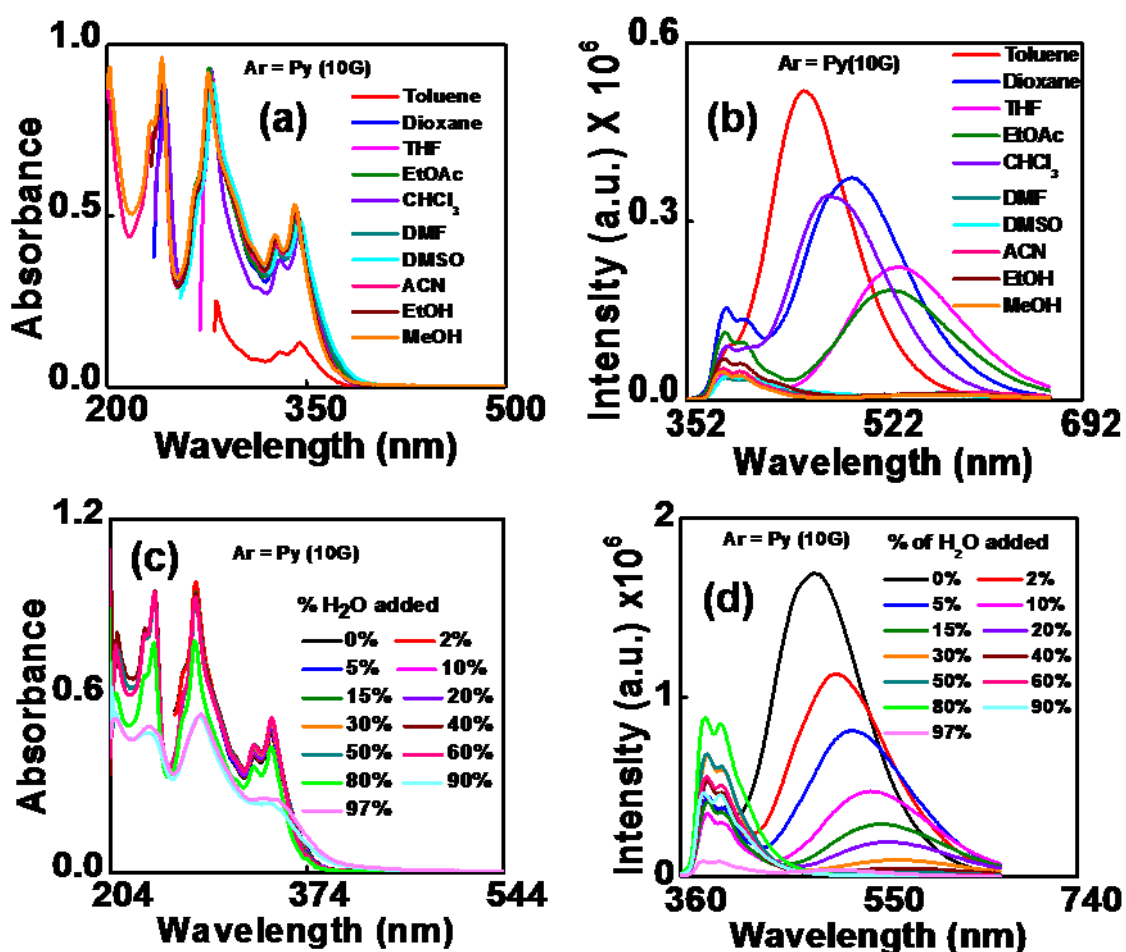 1.0
Ar = Py (10G)
(a)
Toluene
Dioxane
THF
EtOAc
CHCl3
DMF
DMSO
ACN
EtOH
MeOH
Absorbance
0.5
0.0
200 350 500
Wavelength (nm)
0.6
Ar = Py(10G)
(b)
Toluene
Dioxane
THF
EtOAc
CHCl3
DMF
DMSO
ACN
EtOH
MeOH
Intensity (a.u.) X 10^6
0.3
0.0
352 522 692
Wavelength (nm)
1.2
(c) Ar = Py (10G)
% H2O added
0% 2%
5% 10%
15% 20%
30% 40%
50% 60%
80% 90%
97%
Absorbance
0.6
0.0
204 374 544
Wavelength (nm)
2
Ar = Py (10G) % of H2O added
(d)
0% 2%
5% 10%
15% 20%
30% 40%
50% 60%
80% 90%
97%
Intensity (a.u.) x10^6
1
0
360 550 740
Wavelength (nm)